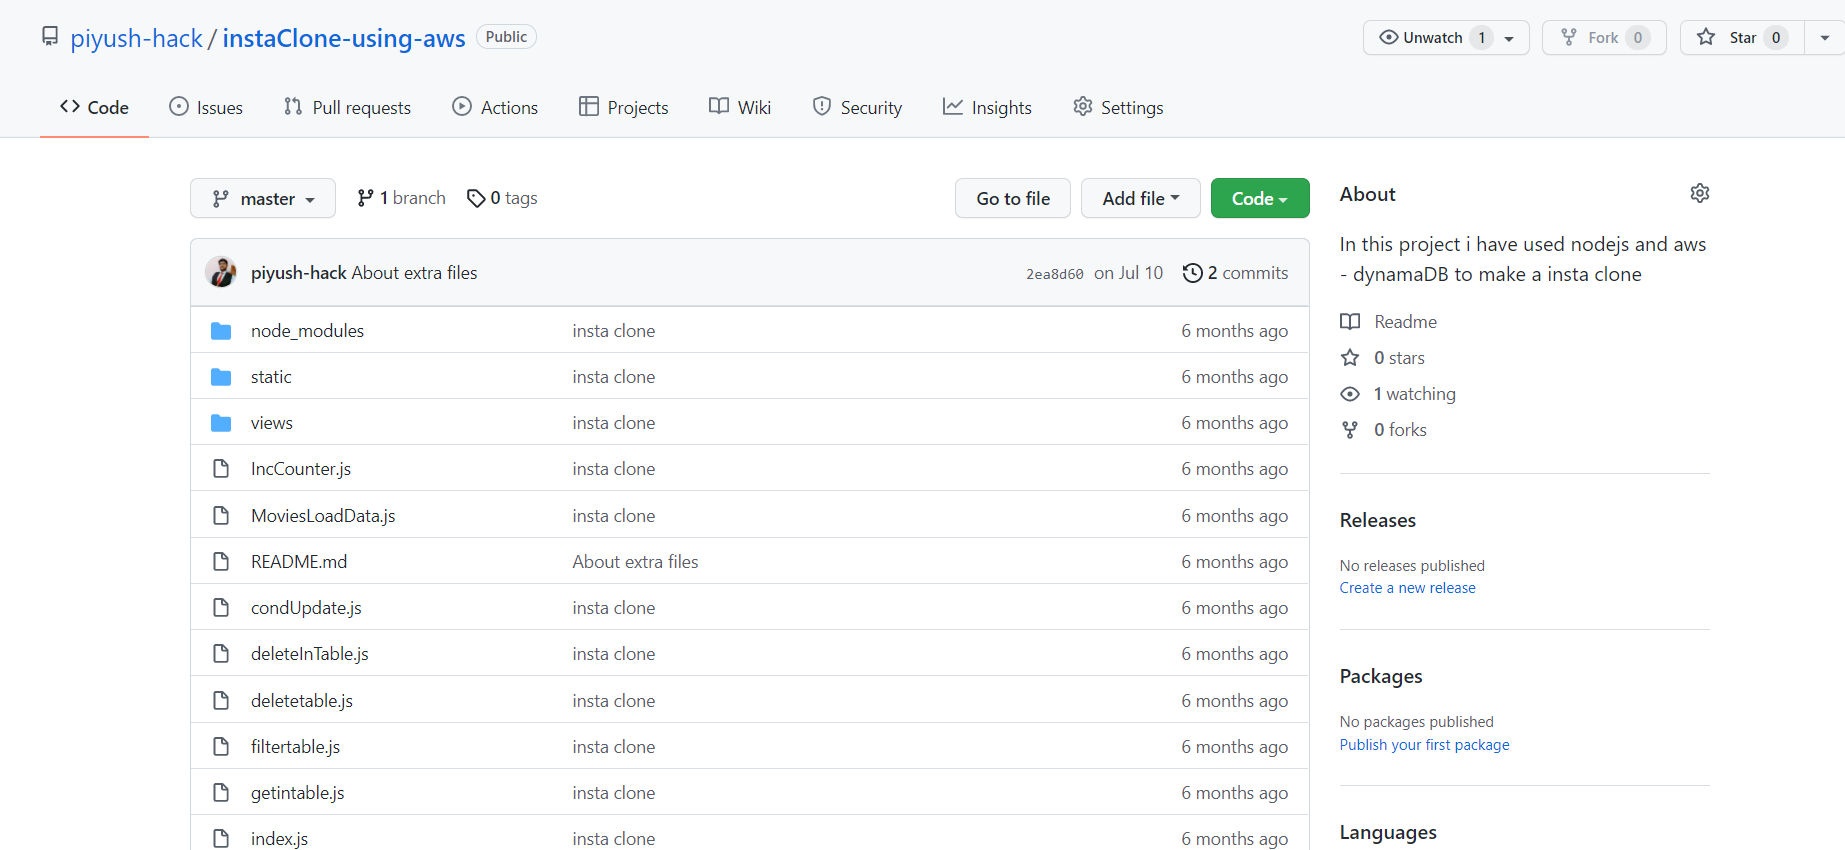 piyush-hack / instaClone-using-aws Public
Unwatch 1 Fork 0 Star 0
Code Issues Pull requests Actions Projects Wiki Security Insights Settings
master 1 branch 0 tags Go to file Add file Code
piyush-hack About extra files 2ea8d60 on Jul 10 2 commits
node_modules insta clone 6 months ago
static insta clone 6 months ago
views insta clone 6 months ago
IncCounter.js insta clone 6 months ago
MoviesLoadData.js insta clone 6 months ago
README.md About extra files 6 months ago
condUpdate.js insta clone 6 months ago
deleteInTable.js insta clone 6 months ago
deletetable.js insta clone 6 months ago
filtertable.js insta clone 6 months ago
getintable.js insta clone 6 months ago
index.js insta clone 6 months ago
About
In this project i have used nodejs and aws
- dynamaDB to make a insta clone
Readme
0 stars
1 watching
0 forks
Releases
No releases published
Create a new release
Packages
No packages published
Publish your first package
Languages